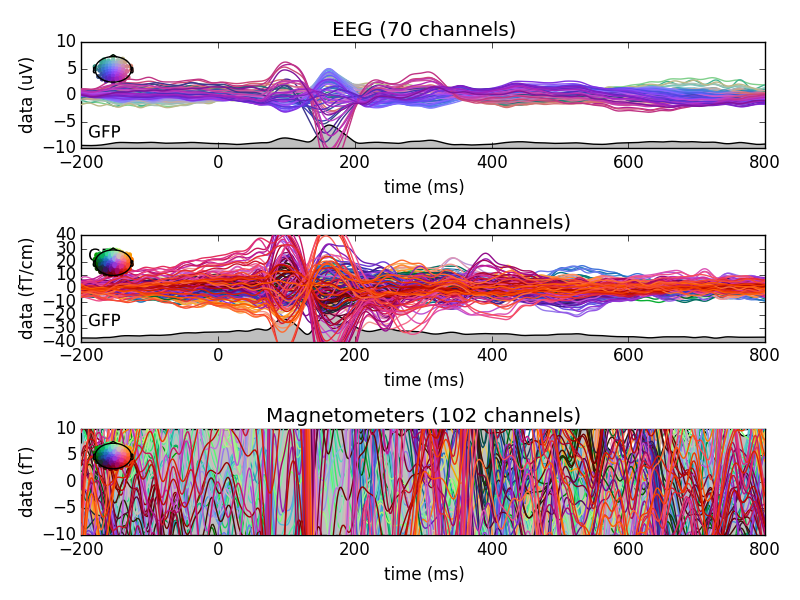 EEG (70 channels)
10
5
0
−5
−10
data (uV)
GFP
−200 0 200 400 600 800
time (ms)
Gradiometers (204 channels)
40
30
20
10
0
−10
−20
−30
−40
data (fT/cm)
GFP
−200 0 200 400 600 800
time (ms)
Magnetometers (102 channels)
10
5
0
−5
−10
data (fT)
−200 0 200 400 600 800
time (ms)